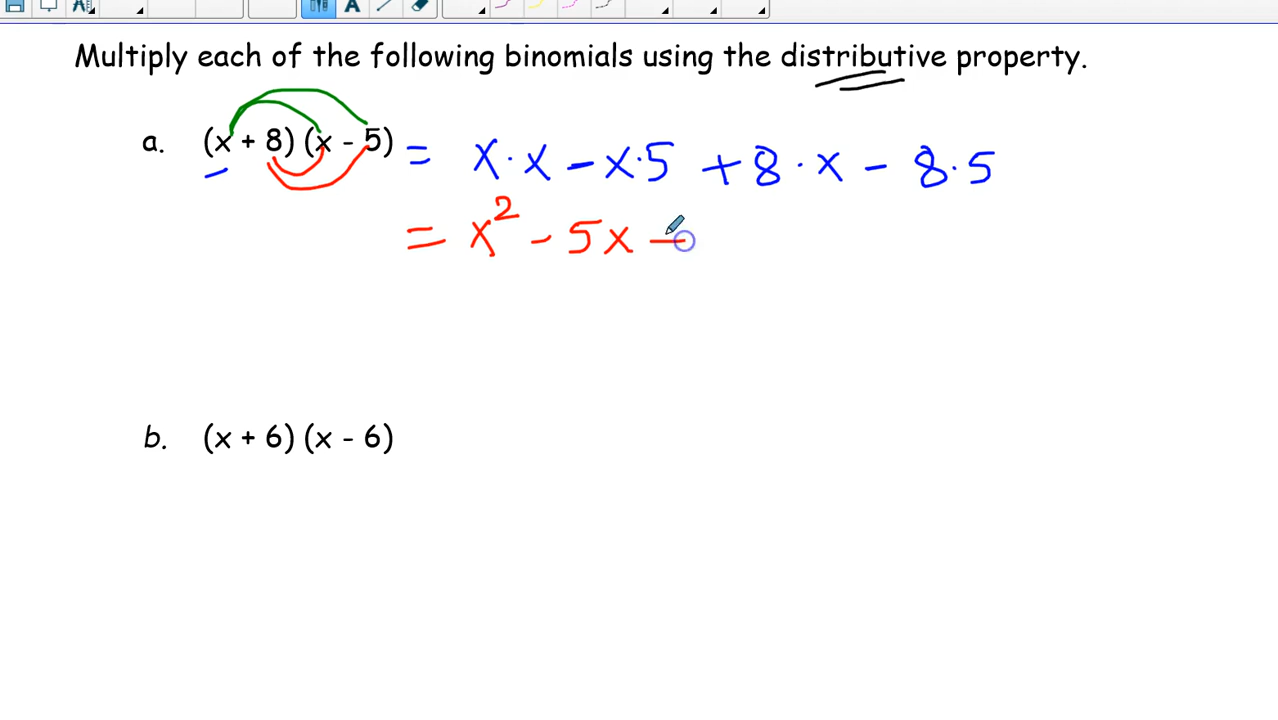 Multiply each of the following binomials using the distributive property.
a. (x + 8) (x - 5) = x · x - x · 5 + 8 · x - 8 · 5
= x² - 5x -
b. (x + 6) (x - 6)